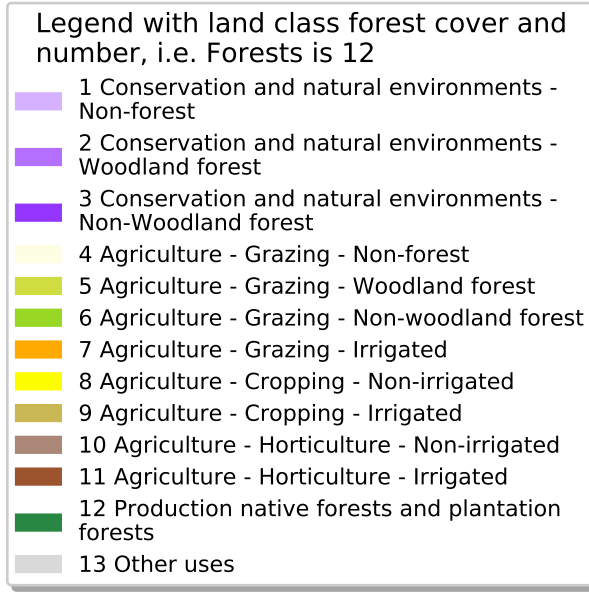 Legend with land class forest cover and
number, i.e. Forests is 12
1 Conservation and natural environments -
Non-forest
2 Conservation and natural environments -
Woodland forest
3 Conservation and natural environments -
Non-Woodland forest
4 Agriculture - Grazing - Non-forest
5 Agriculture - Grazing - Woodland forest
6 Agriculture - Grazing - Non-woodland forest
7 Agriculture - Grazing - Irrigated
8 Agriculture - Cropping - Non-irrigated
9 Agriculture - Cropping - Irrigated
10 Agriculture - Horticulture - Non-irrigated
11 Agriculture - Horticulture - Irrigated
12 Production native forests and plantation
forests
13 Other uses